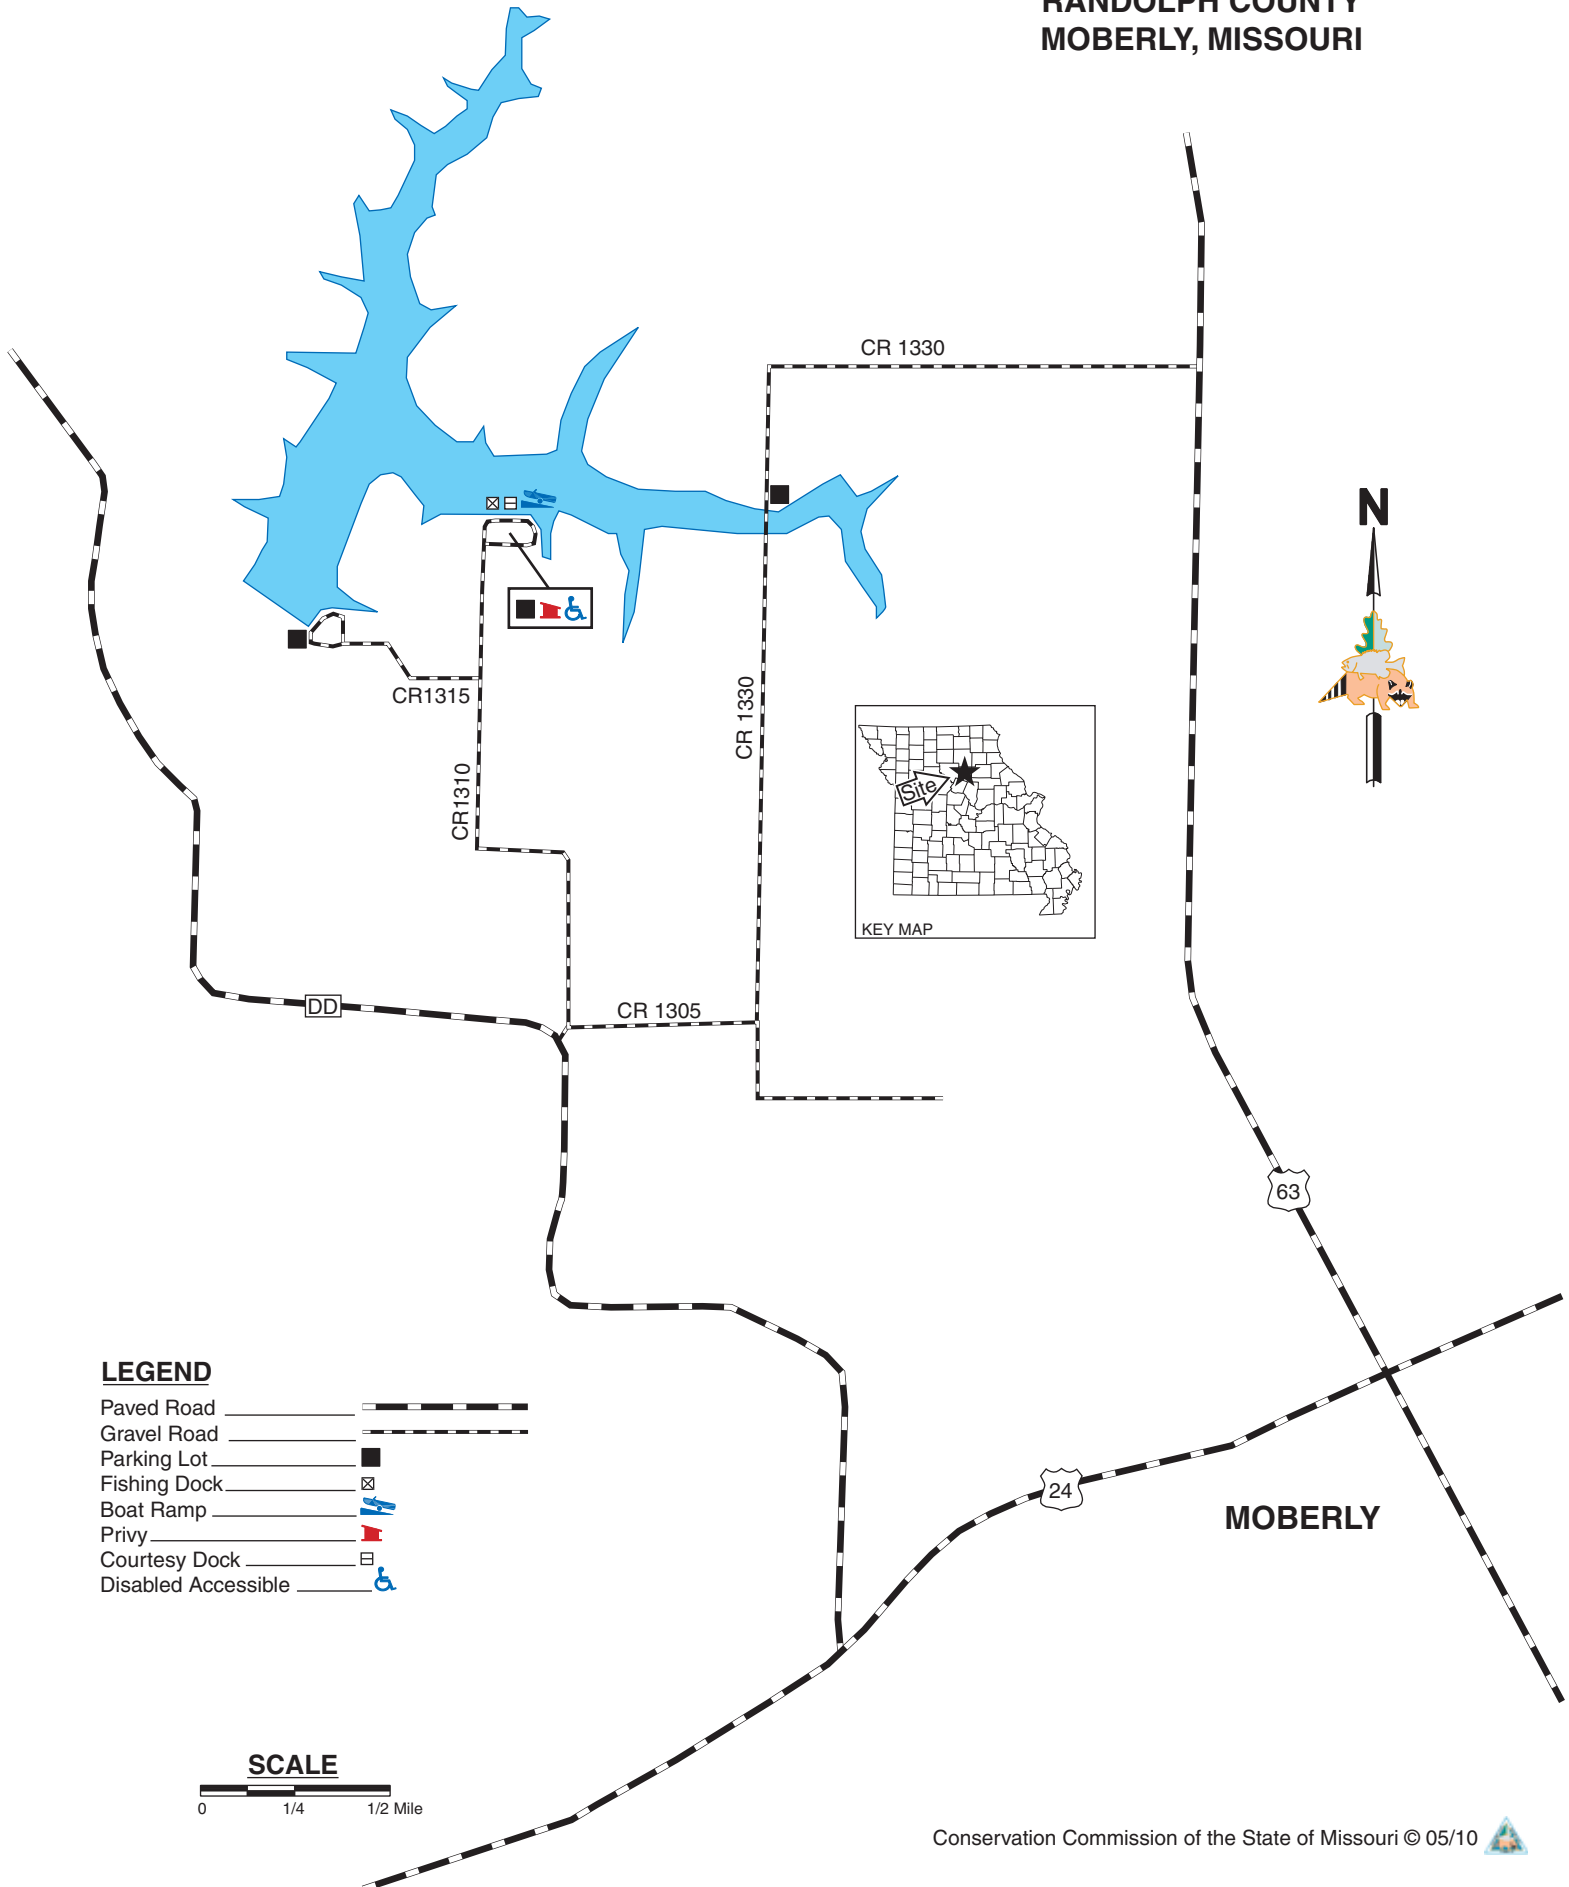 RANDOLPH COUNTY
MOBERLY, MISSOURI
CR 1330
N
CR1315
CR 1330
CR1310
Site
KEY MAP
DD
CR 1305
63
LEGEND
Paved Road
Gravel Road
Parking Lot
Fishing Dock
Boat Ramp
Privy
Courtesy Dock
Disabled Accessible
24
MOBERLY
SCALE
0 1/4 1/2 Mile
Conservation Commission of the State of Missouri © 05/10